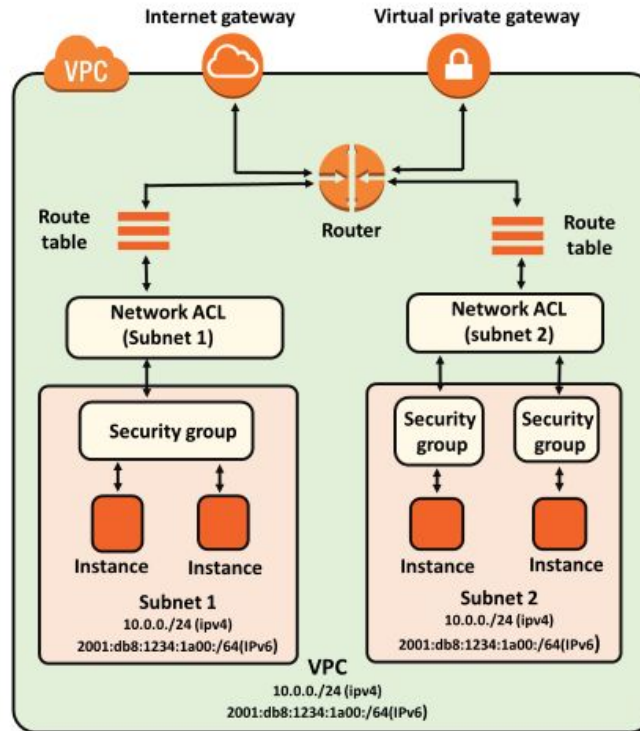 Internet gateway
Virtual private gateway
VPC
Route
table
Router
Route
table
Network ACL
(Subnet 1)
Network ACL
(subnet 2)
Security group
Security
group
Security
group
Instance
Instance
Instance
Instance
Subnet 1
10.0.0./24 (ipv4)
2001:db8:1234:1a00:/64(IPv6)
Subnet 2
10.0.0./24 (ipv4)
2001:db8:1234:1a00:/64(IPv6)
VPC
10.0.0./24 (ipv4)
2001:db8:1234:1a00:/64(IPv6)